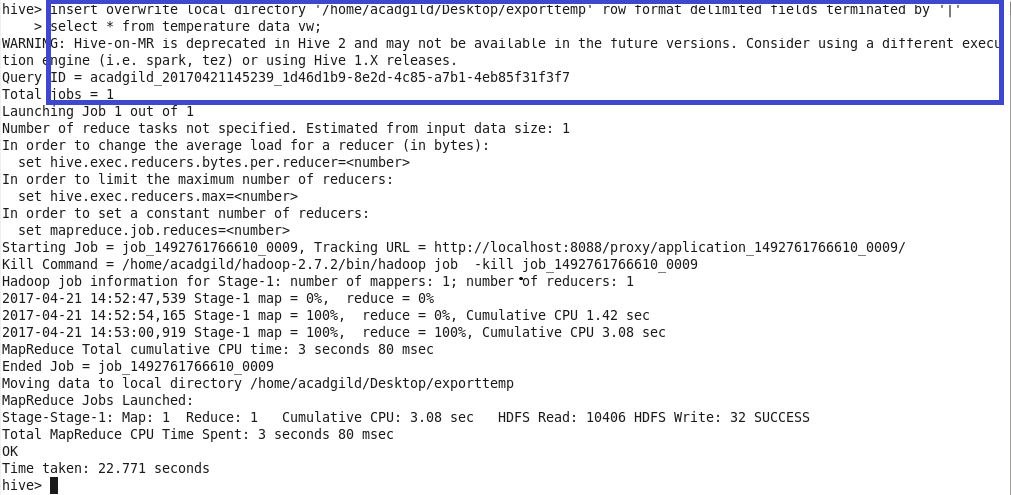 hive> insert overwrite local directory '/home/acadgild/Desktop/exporttemp' row format delimited fields terminated by '|'
    > select * from temperature_data_vw;
WARNING: Hive-on-MR is deprecated in Hive 2 and may not be available in the future versions. Consider using a different execu
tion engine (i.e. spark, tez) or using Hive 1.X releases.
Query ID = acadgild_20170421145239_1d46d1b9-8e2d-4c85-a7b1-4eb85f31f3f7
Total jobs = 1
Launching Job 1 out of 1
Number of reduce tasks not specified. Estimated from input data size: 1
In order to change the average load for a reducer (in bytes):
  set hive.exec.reducers.bytes.per.reducer=<number>
In order to limit the maximum number of reducers:
  set hive.exec.reducers.max=<number>
In order to set a constant number of reducers:
  set mapreduce.job.reduces=<number>
Starting Job = job_1492761766610_0009, Tracking URL = http://localhost:8088/proxy/application_1492761766610_0009/
Kill Command = /home/acadgild/hadoop-2.7.2/bin/hadoop job  -kill job_1492761766610_0009
Hadoop job information for Stage-1: number of mappers: 1; number of reducers: 1
2017-04-21 14:52:47,539 Stage-1 map = 0%,  reduce = 0%
2017-04-21 14:52:54,165 Stage-1 map = 100%,  reduce = 0%, Cumulative CPU 1.42 sec
2017-04-21 14:53:00,919 Stage-1 map = 100%,  reduce = 100%, Cumulative CPU 3.08 sec
MapReduce Total cumulative CPU time: 3 seconds 80 msec
Ended Job = job_1492761766610_0009
Moving data to local directory /home/acadgild/Desktop/exporttemp
MapReduce Jobs Launched:
Stage-Stage-1: Map: 1  Reduce: 1   Cumulative CPU: 3.08 sec   HDFS Read: 10406 HDFS Write: 32 SUCCESS
Total MapReduce CPU Time Spent: 3 seconds 80 msec
OK
Time taken: 22.771 seconds
hive>